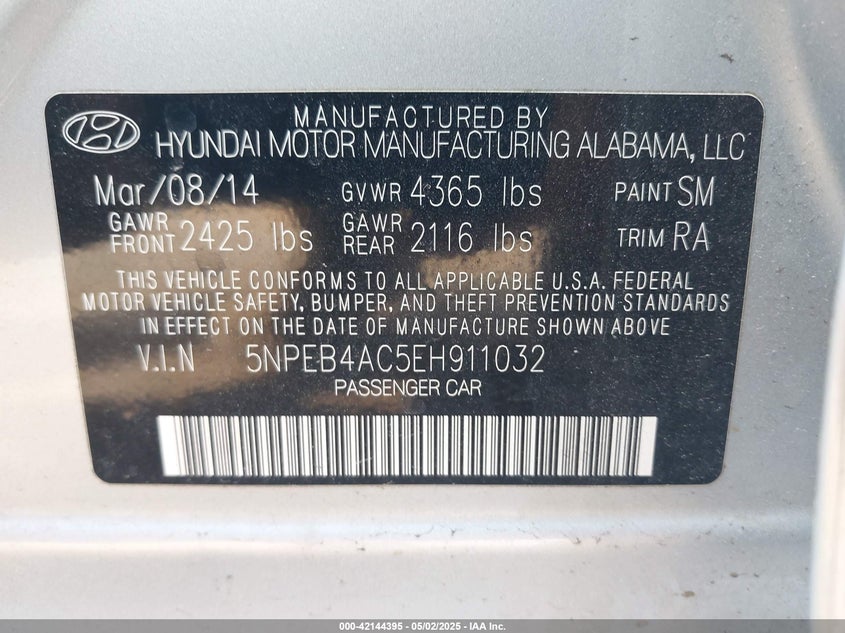 MANUFACTURED BY
HYUNDAI MOTOR MANUFACTURING ALABAMA, LLC
Mar/08/14 GVWR 4365 lbs PAINT SM
GAWR FRONT 2425 lbs GAWR REAR 2116 lbs TRIM RA
THIS VEHICLE CONFORMS TO ALL APPLICABLE U.S.A. FEDERAL
MOTOR VEHICLE SAFETY, BUMPER, AND THEFT PREVENTION STANDARDS
IN EFFECT ON THE DATE OF MANUFACTURE SHOWN ABOVE
V.I.N 5NPEB4AC5EH911032
PASSENGER CAR
000-42144395 - 05/02/2025 - IAA Inc.